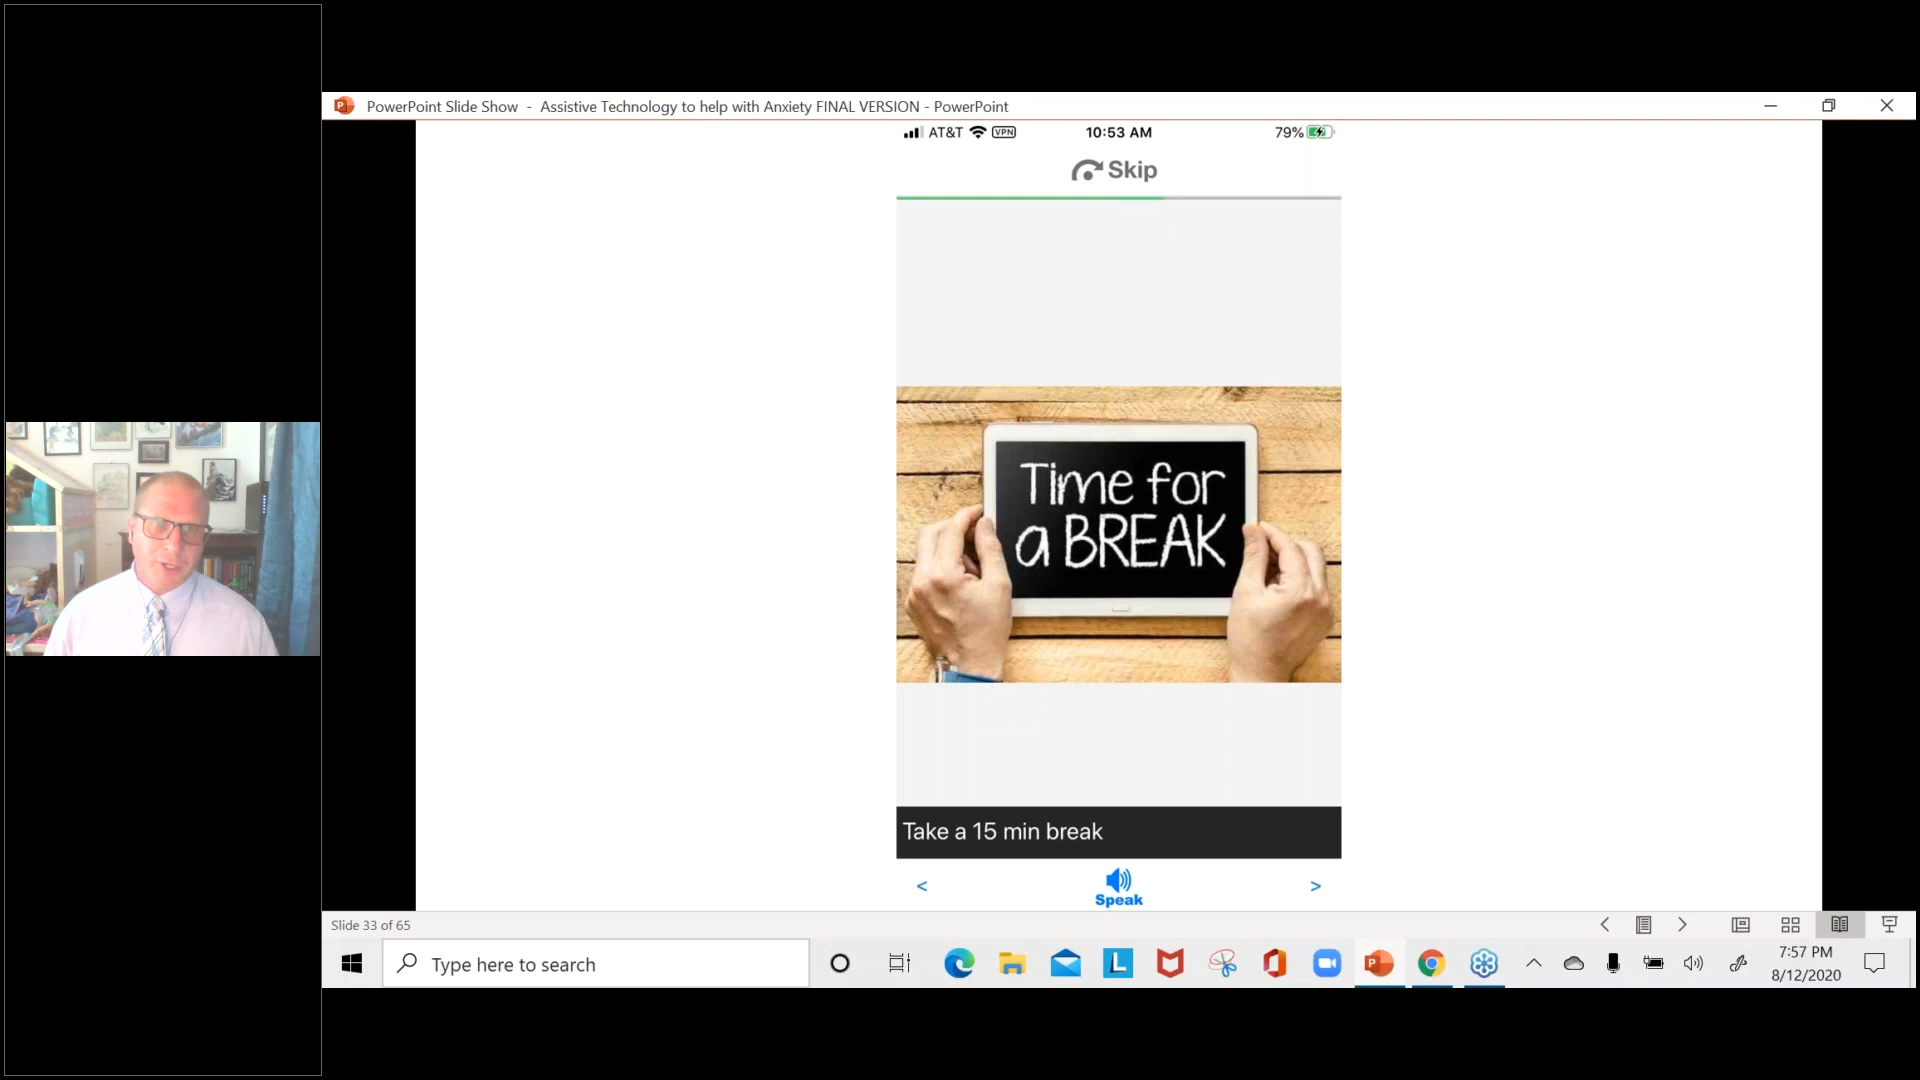 PowerPoint Slide Show - Assistive Technology to help with Anxiety FINAL VERSION - PowerPoint
AT&T VPN 10:53 AM 79%
Skip
Time for
a BREAK
Take a 15 min break
< >
Speak
Slide 33 of 65
Type here to search
7:57 PM
8/12/2020